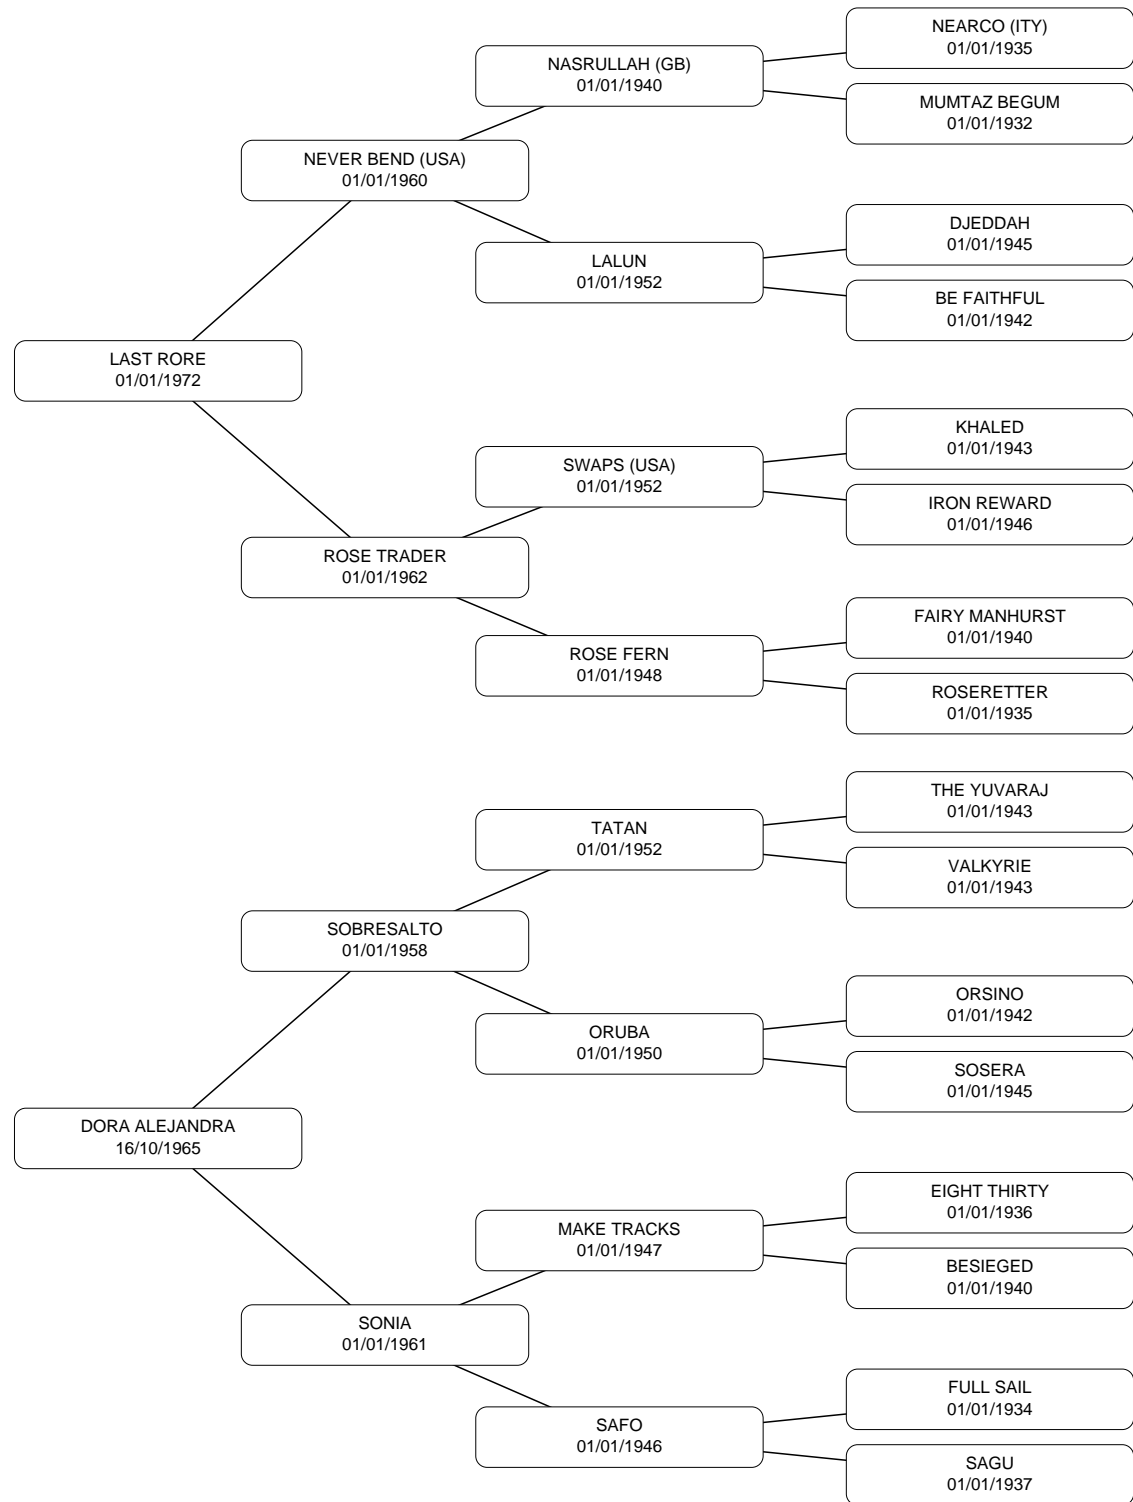 NEARCO (ITY)
01/01/1935
NASRULLAH (GB)
01/01/1940
MUMTAZ BEGUM
01/01/1932
NEVER BEND (USA)
01/01/1960
DJEDDAH
01/01/1945
LALUN
01/01/1952
BE FAITHFUL
01/01/1942
LAST RORE
01/01/1972
KHALED
01/01/1943
SWAPS (USA)
01/01/1952
IRON REWARD
01/01/1946
ROSE TRADER
01/01/1962
FAIRY MANHURST
01/01/1940
ROSE FERN
01/01/1948
ROSERETTER
01/01/1935
THE YUVARAJ
01/01/1943
TATAN
01/01/1952
VALKYRIE
01/01/1943
SOBRESALTO
01/01/1958
ORSINO
01/01/1942
ORUBA
01/01/1950
SOSERA
01/01/1945
DORA ALEJANDRA
16/10/1965
EIGHT THIRTY
01/01/1936
MAKE TRACKS
01/01/1947
BESIEGED
01/01/1940
SONIA
01/01/1961
FULL SAIL
01/01/1934
SAFO
01/01/1946
SAGU
01/01/1937